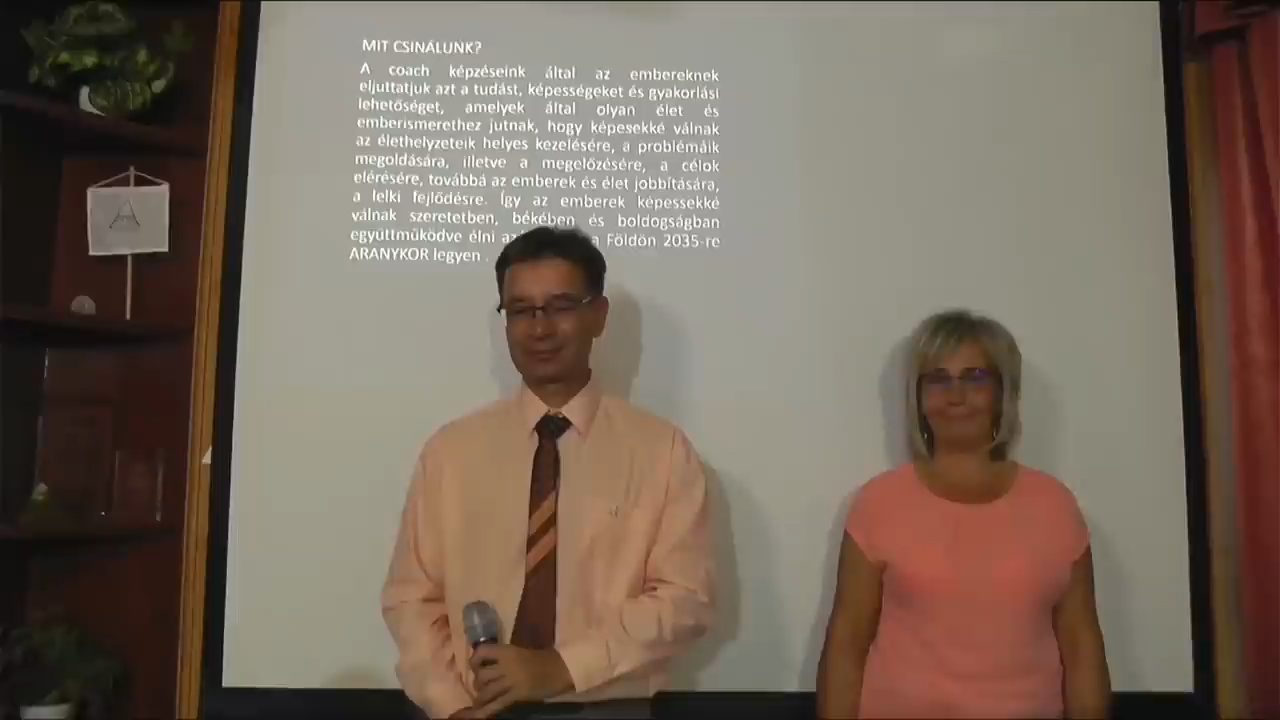 MIT CSINÁLUNK?
A coach képzéseink által az embereknek
eljuttatjuk azt a tudást, képességeket és gyakorlási
lehetőséget, amelyek által olyan élet és
emberismerethez jutnak, hogy képesekké válnak
az élethelyzeteik helyes kezelésére, a problémáik
megoldására, illetve a megelőzésére, a célok
elérésére, továbbá az emberek és élet jobbítására,
a lelki fejlődésre. Így az emberek képessekké
válnak szeretetben, békében és boldogságban
együttműködve élni a Földön 2035-re
ARANYKOR legyen .